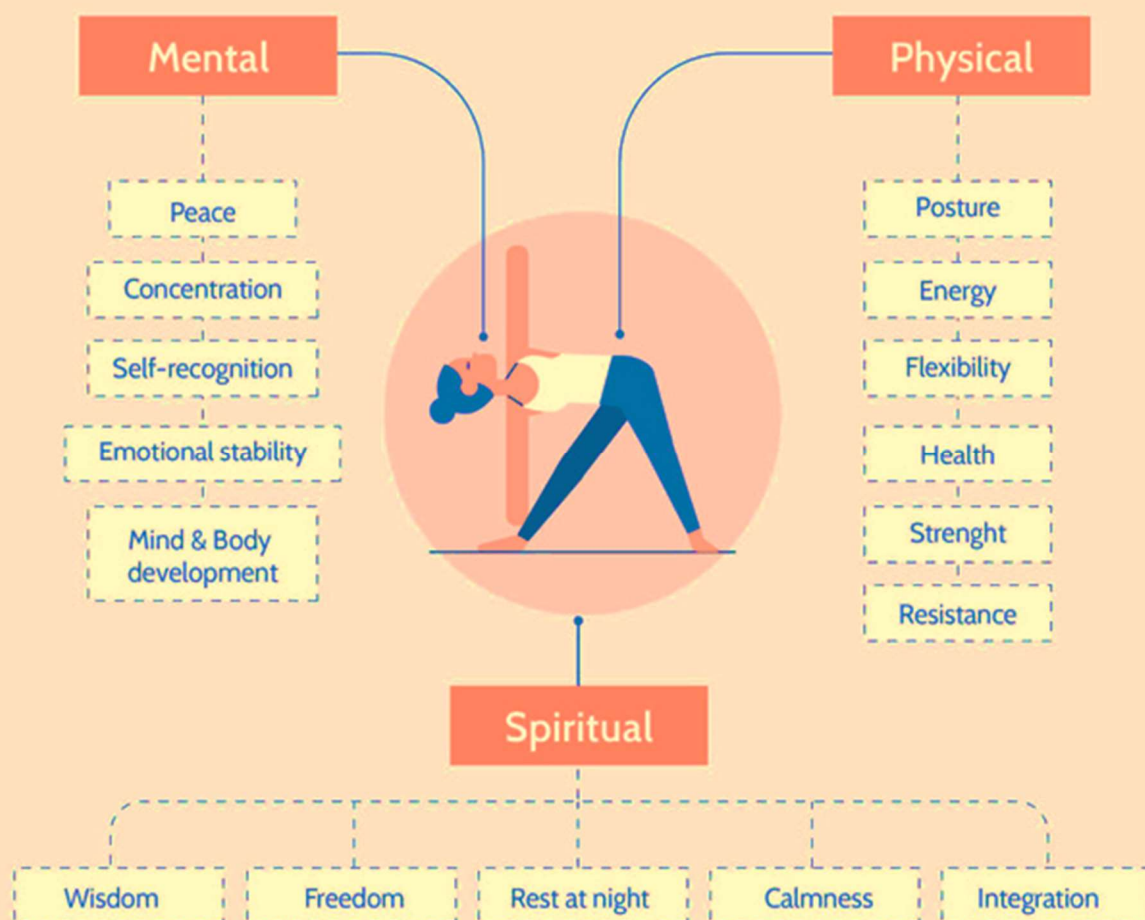 Mental
Physical
Peace
Concentration
Self-recognition
Emotional stability
Mind & Body
development
Posture
Energy
Flexibility
Health
Strenght
Resistance
Spiritual
Wisdom
Freedom
Rest at night
Calmness
Integration